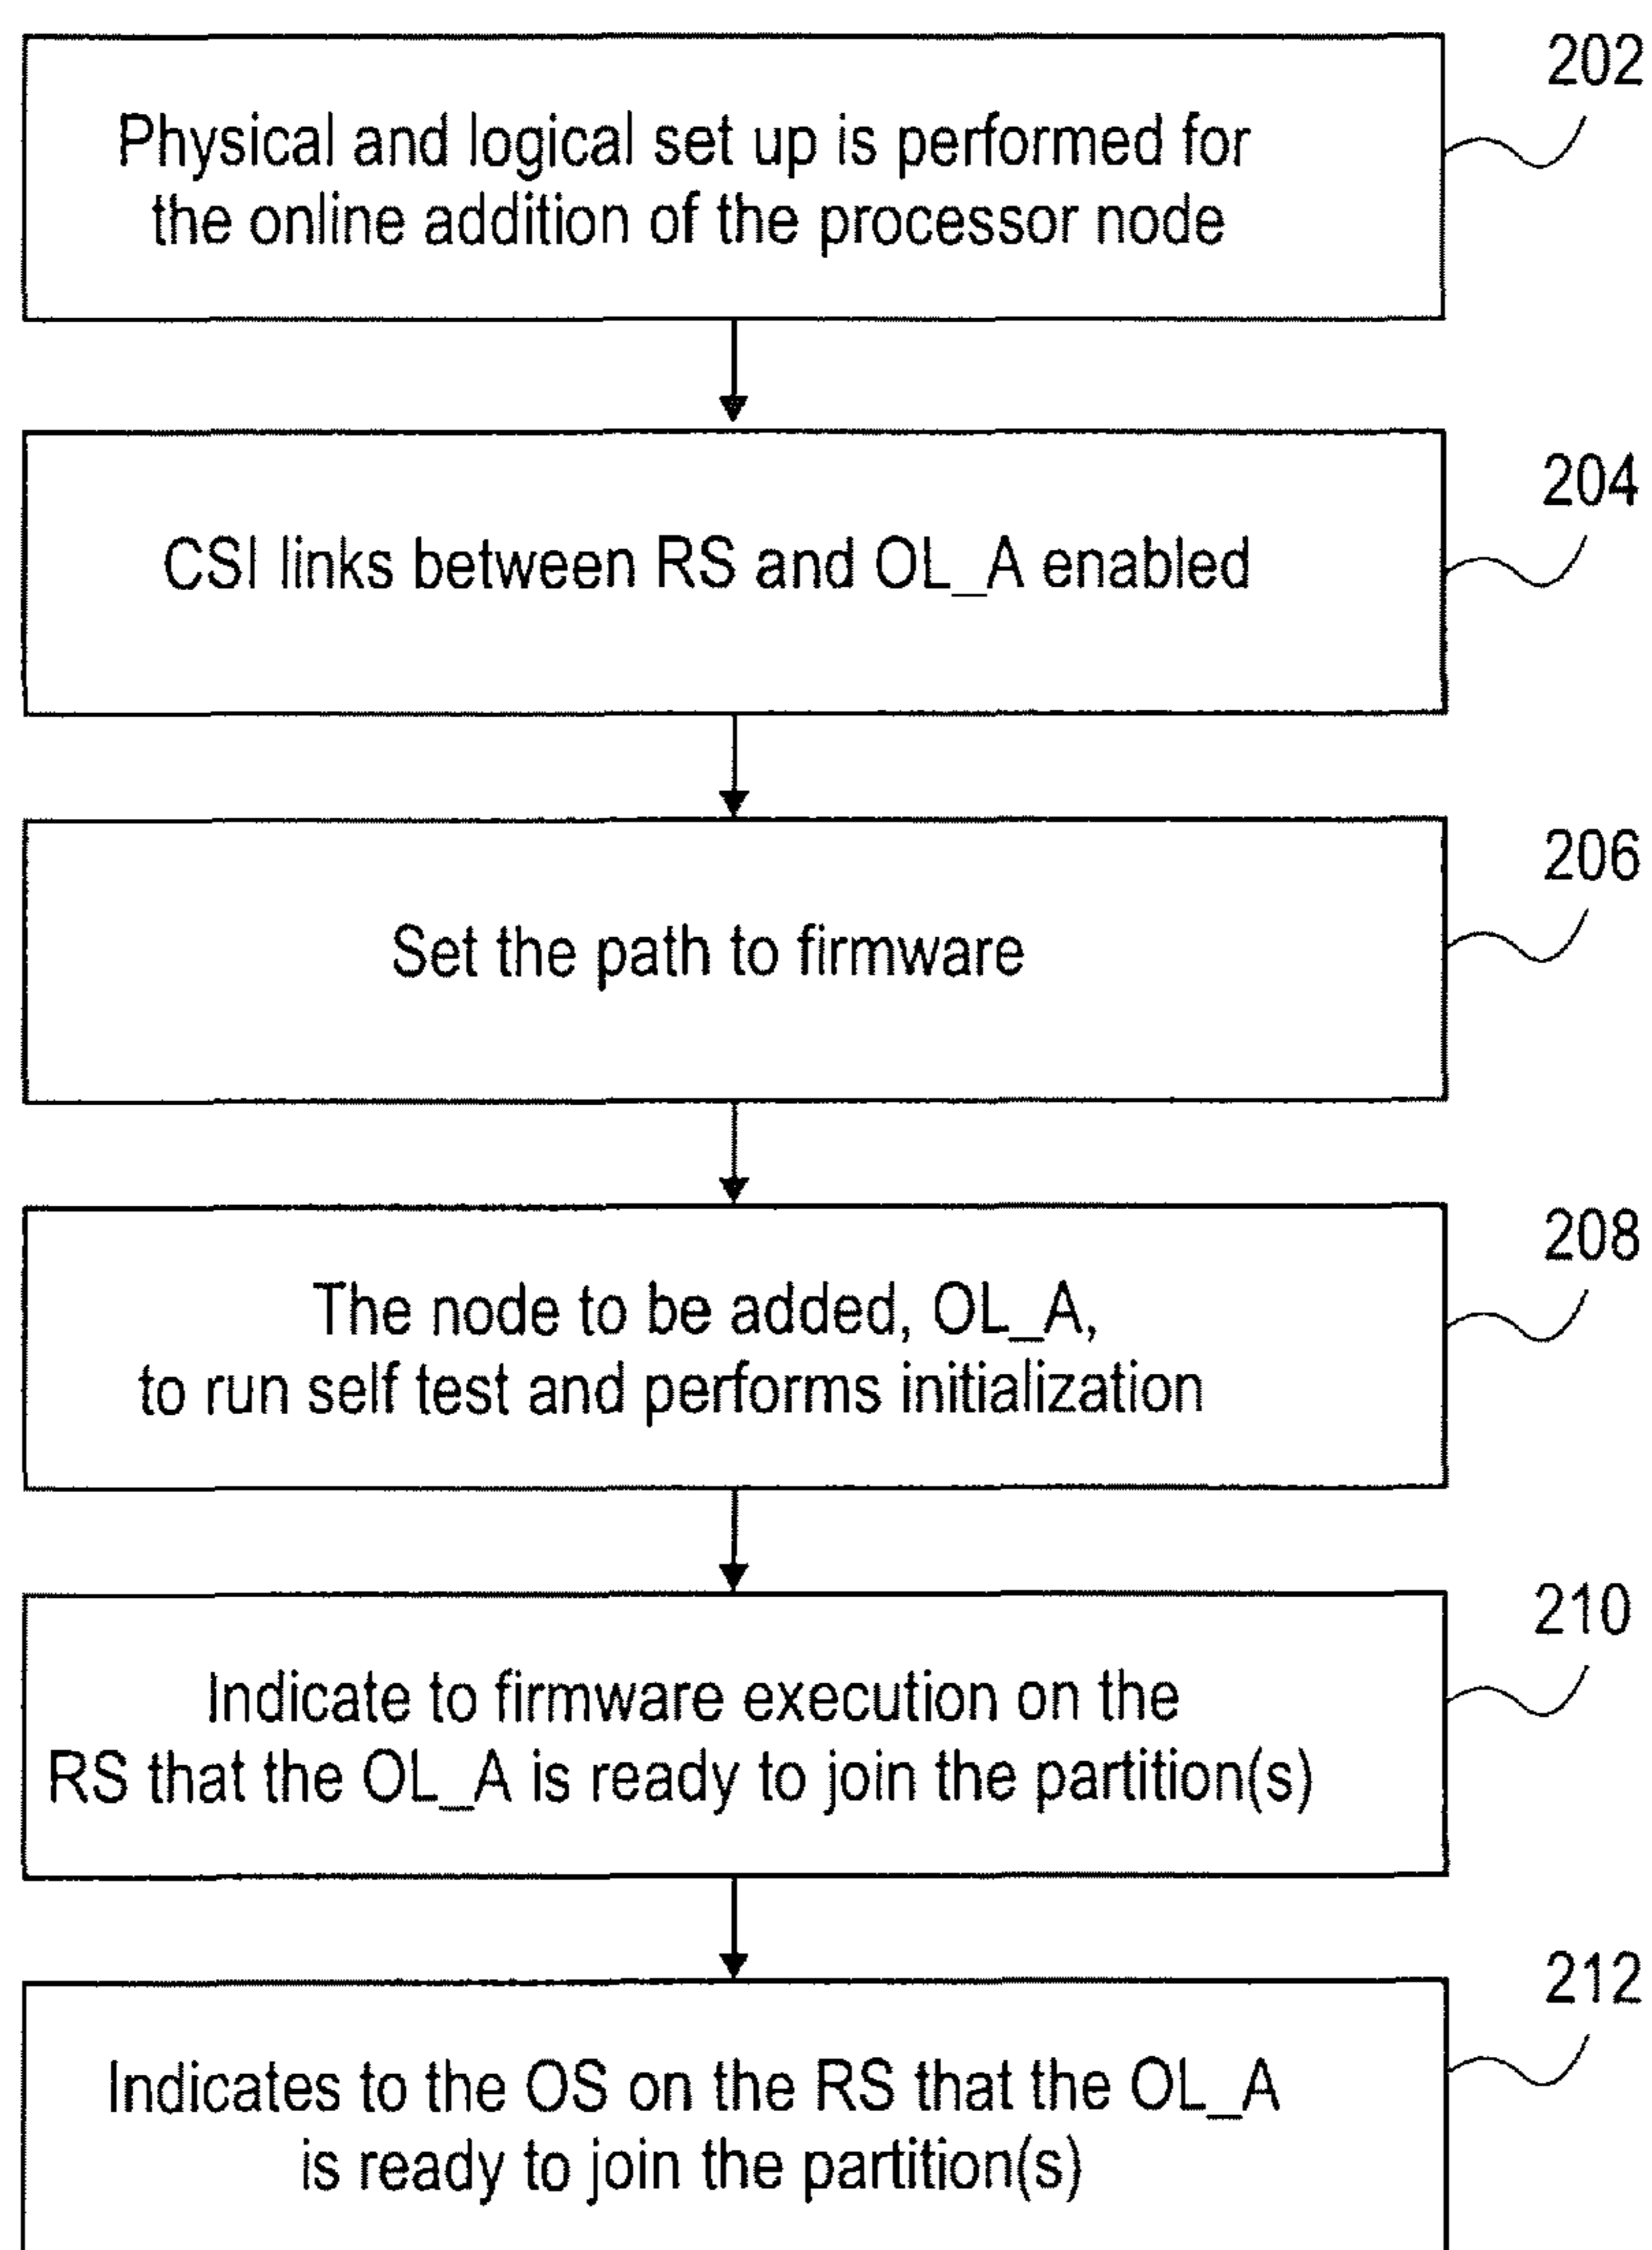 202
Physical and logical set up is performed for
the online addition of the processor node
204
CSI links between RS and OL_A enabled
206
Set the path to firmware
208
The node to be added, OL_A,
to run self test and performs initialization
210
Indicate to firmware execution on the
RS that the OL_A is ready to join the partition(s)
212
Indicates to the OS on the RS that the OL_A
is ready to join the partition(s)